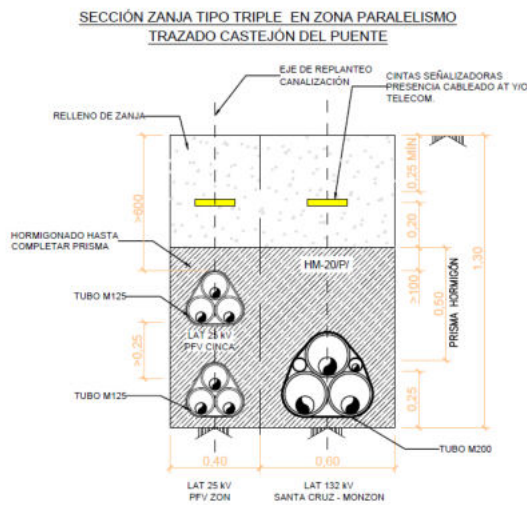 SECCIÓN ZANJA TIPO TRIPLE EN ZONA PARALELISMO
TRAZADO CASTEJÓN DEL PUENTE
EJE DE REPLANTEO
CANALIZACIÓN
CINTAS SEÑALIZADORAS
PRESENCIA CABLEADO AT Y/O
TELECOM.
RELLENO DE ZANJA
>600
0,25 MÍN
0,20
1,30
HORMIGONADO HASTA
COMPLETAR PRISMA
HM-20/P/
≥100
0,50
PRISMA HORMIGÓN
TUBO M125
LAT 25 kV
PFV CINCA
>0,25
TUBO M125
0,25
TUBO M200
0,40
0,60
LAT 25 kV
PFV ZON
LAT 132 kV
SANTA CRUZ - MONZON